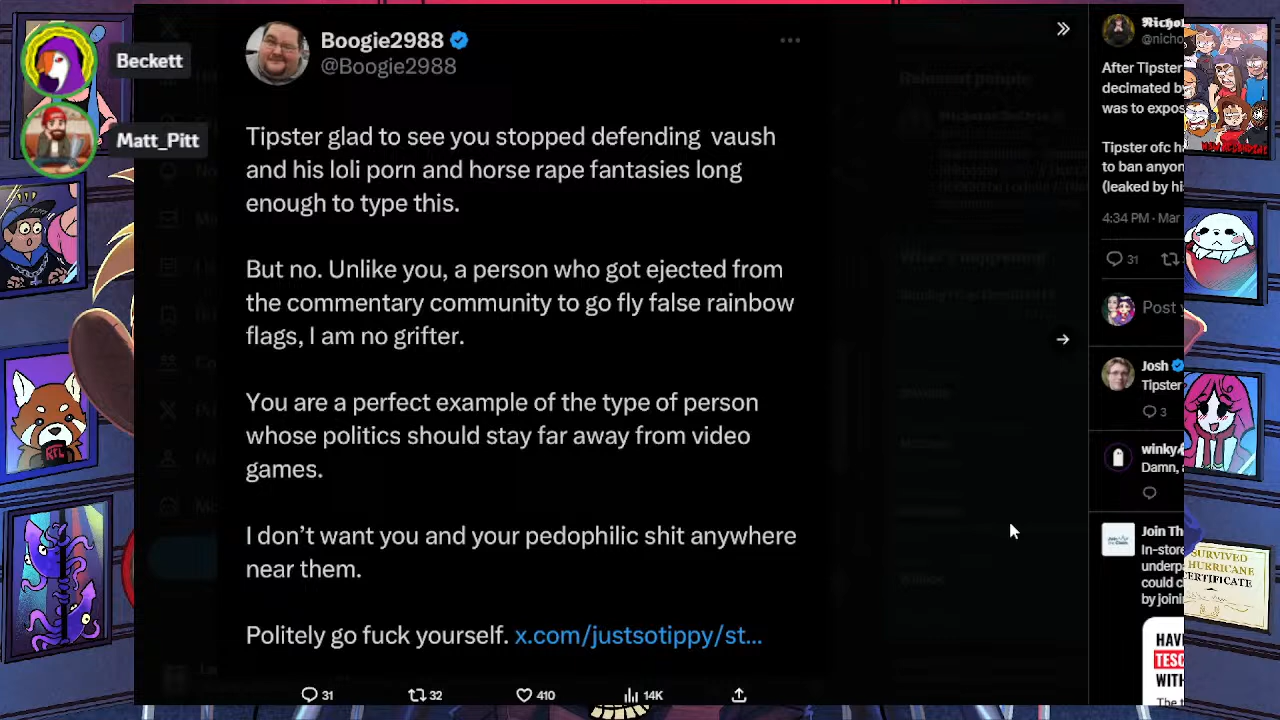 Beckett
Matt_Pitt
Boogie2988
@Boogie2988
Tipster glad to see you stopped defending vaush
and his loli porn and horse rape fantasies long
enough to type this.
But no. Unlike you, a person who got ejected from
the commentary community to go fly false rainbow
flags, I am no grifter.
You are a perfect example of the type of person
whose politics should stay far away from video
games.
I don't want you and your pedophilic shit anywhere
near them.
Politely go fuck yourself. x.com/justsotippy/st...
31 32 410 14K
Relevant people
After Tipster
decimated b
was to expos
Tipster ofc h
to ban anyon
(leaked by hi
4:34 PM · Mar
31
Post y
Josh
Tipster
3
winky
Damn, a
Join Th
In-store
underpa
could c
by joini
HAV
TESC
WIT
The t
SURVIVED
HURRICANE
CERTIFICATE